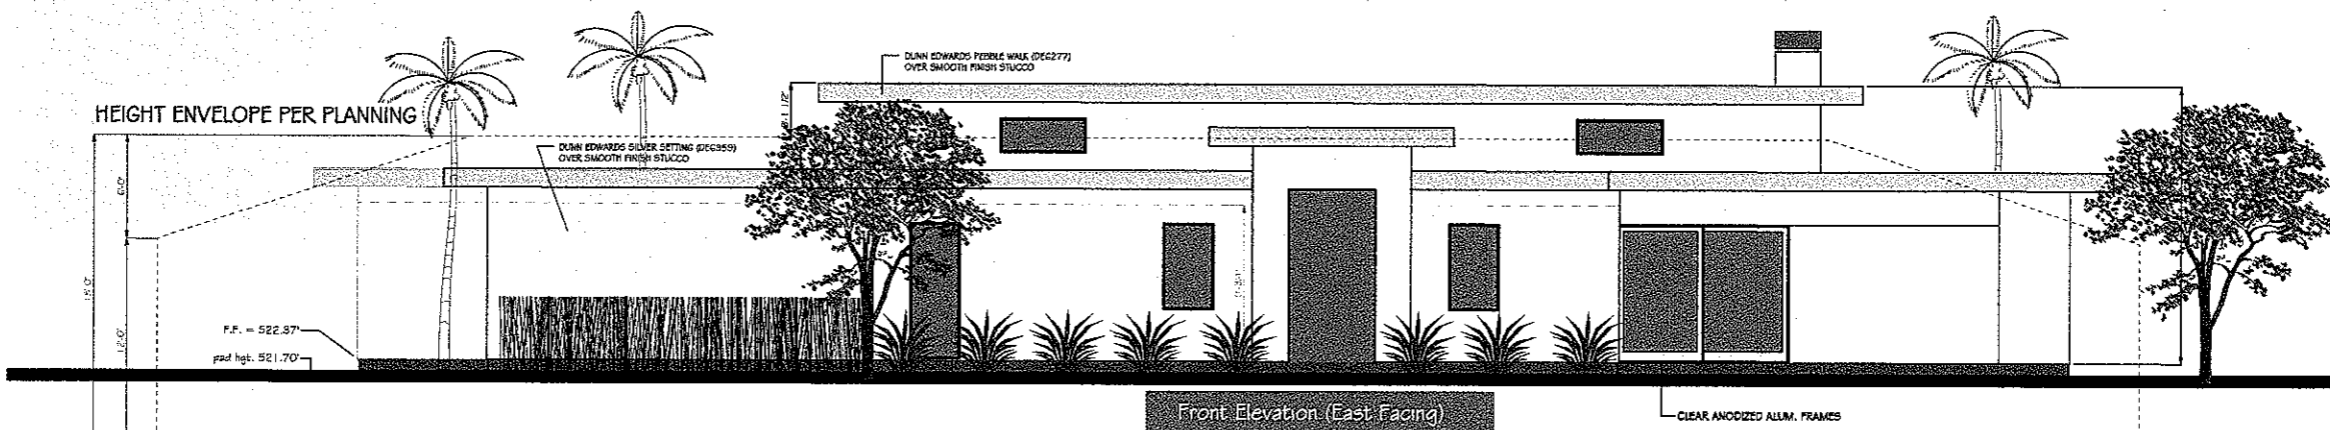 DUNN EDWARDS PEBBLE WALK (DE6277)
OVER SMOOTH FINISH STUCCO
HEIGHT ENVELOPE PER PLANNING
DUNN EDWARDS SILVER SETTING (DE6359)
OVER SMOOTH FINISH STUCCO
6'-0"
18'-0"
12'-0"
F.F. = 522.37'
pad hgt. 521.70'
Front Elevation (East Facing)
CLEAR ANODIZED ALUM. FRAMES